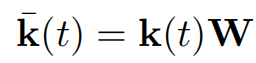 k̄(t) = k(t)W